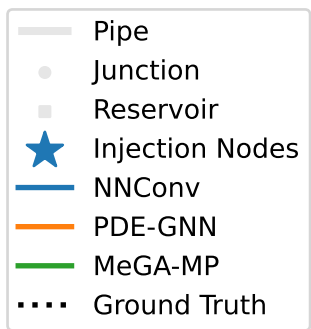 Pipe
Junction
Reservoir
Injection Nodes
NNConv
PDE-GNN
MeGA-MP
Ground Truth